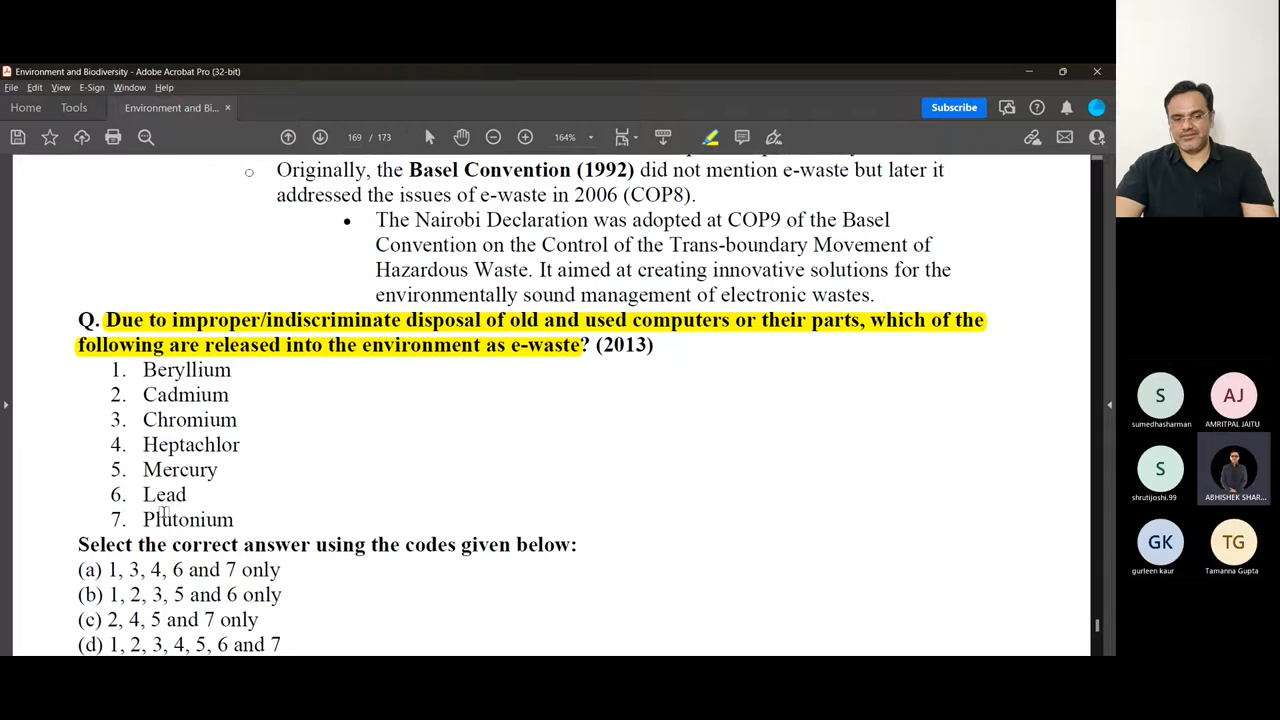 Environment and Biodiversity - Adobe Acrobat Pro (32-bit)
File Edit View E-Sign Window Help
Home Tools Environment and Bi... × Subscribe
169 / 173 164%
○ Originally, the Basel Convention (1992) did not mention e-waste but later it
addressed the issues of e-waste in 2006 (COP8).
• The Nairobi Declaration was adopted at COP9 of the Basel
Convention on the Control of the Trans-boundary Movement of
Hazardous Waste. It aimed at creating innovative solutions for the
environmentally sound management of electronic wastes.
Q. Due to improper/indiscriminate disposal of old and used computers or their parts, which of the
following are released into the environment as e-waste? (2013)
1. Beryllium
2. Cadmium
3. Chromium
4. Heptachlor
5. Mercury
6. Lead
7. Plutonium
Select the correct answer using the codes given below:
(a) 1, 3, 4, 6 and 7 only
(b) 1, 2, 3, 5 and 6 only
(c) 2, 4, 5 and 7 only
(d) 1, 2, 3, 4, 5, 6 and 7
S AJ
sumedhasharman AMRITPAL JAITU
S
shrutijoshi.99 ABHISHEK SHAR...
GK TG
gurleen kaur Tamanna Gupta